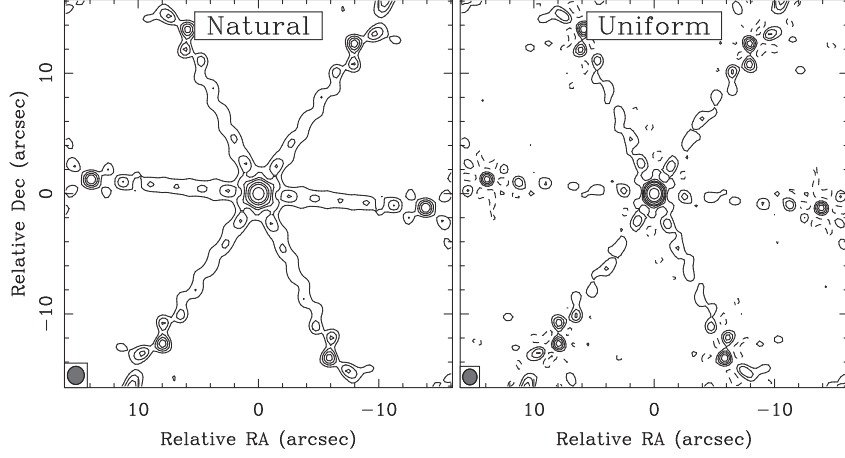 Natural
Uniform
Relative Dec (arcsec)
10
0
−10
10
0
−10
10
0
−10
Relative RA (arcsec)
Relative RA (arcsec)